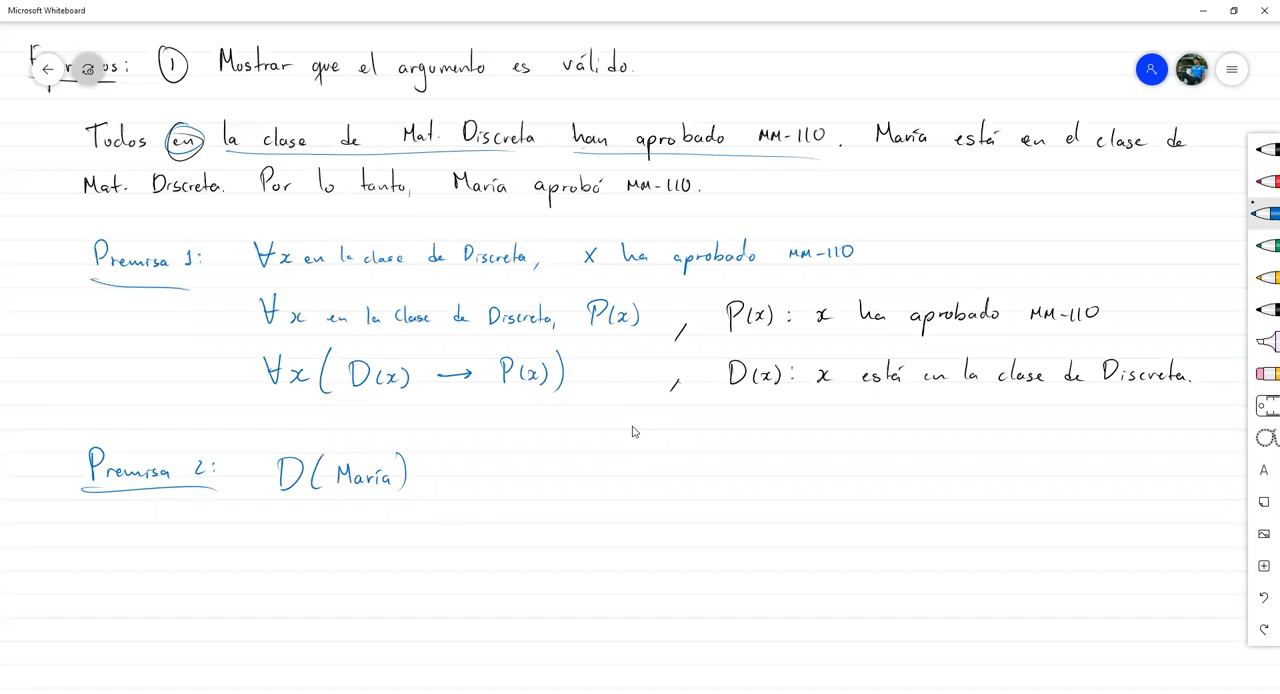 Microsoft Whiteboard
① Mostrar que el argumento es válido.
Todos en la clase de Mat. Discreta han aprobado MM-110. María está en el clase de
Mat. Discreta. Por lo tanto, María aprobó MM-110.
Premisa 1: ∀x en la clase de Discreta, x ha aprobado MM-110
∀x en la clase de Discreta, P(x) , P(x): x ha aprobado MM-110
∀x(D(x) → P(x)) , D(x): x está en la clase de Discreta.
Premisa 2: D(María)